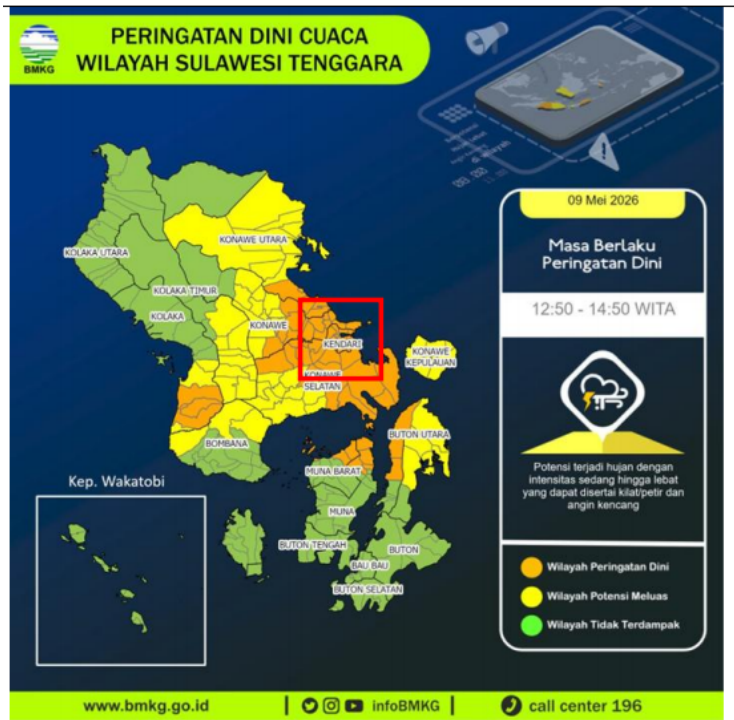 BMKG
PERINGATAN DINI CUACA
WILAYAH SULAWESI TENGGARA
09 Mei 2026
Masa Berlaku
Peringatan Dini
12:50 - 14:50 WITA
Potensi terjadi hujan dengan
intensitas sedang hingga lebat
yang dapat disertai kilat/petir dan
angin kencang
Wilayah Peringatan Dini
Wilayah Potensi Meluas
Wilayah Tidak Terdampak
KONAWE UTARA
KOLAKA UTARA
KOLAKA TIMUR
KOLAKA
KONAWE
KENDARI
KONAWE
KEPULAUAN
KONAWE
SELATAN
BOMBANA
BUTON UTARA
MUNA BARAT
MUNA
BUTON TENGAH
BUTON
BAU BAU
BUTON SELATAN
Kep. Wakatobi
www.bmkg.go.id
infoBMKG
call center 196